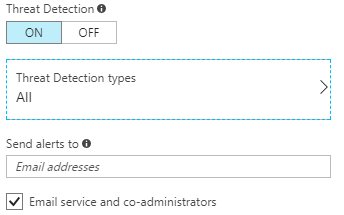 Threat Detection
ON OFF
Threat Detection types
All
Send alerts to
Email addresses
Email service and co-administrators